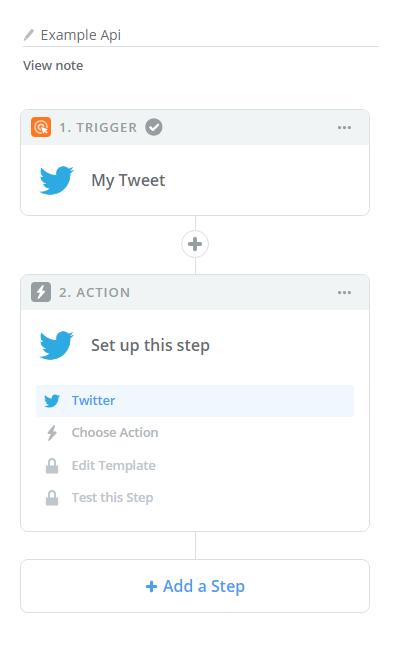 Example Api
View note
1. TRIGGER
My Tweet
2. ACTION
Set up this step
Twitter
Choose Action
Edit Template
Test this Step
Add a Step